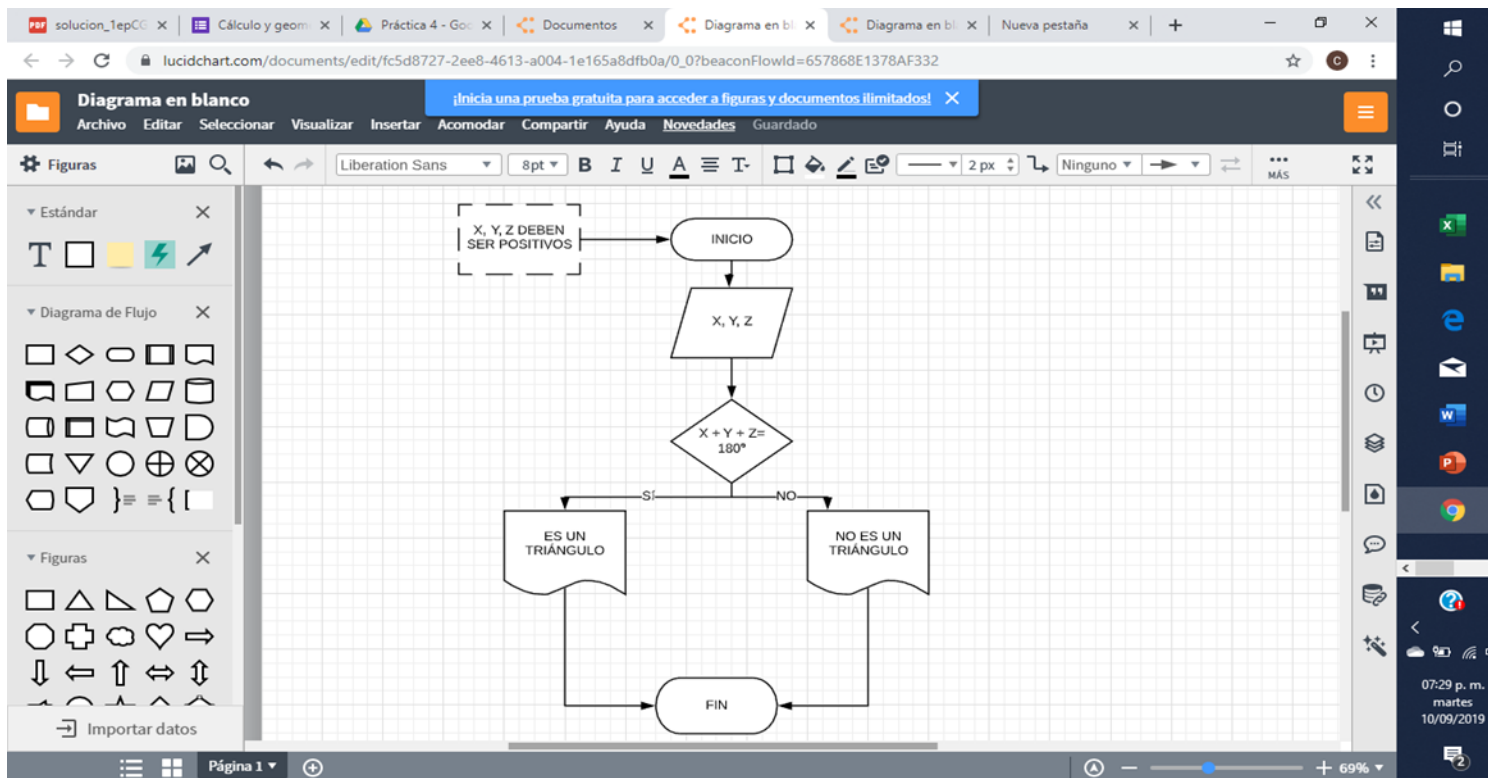 solucion_1epCG
Cálculo y geom
Práctica 4 - Goo
Documentos
Diagrama en bl
Diagrama en bl
Nueva pestaña
lucidchart.com/documents/edit/fc5d8727-2ee8-4613-a004-1e165a8dfb0a/0_0?beaconFlowId=657868E1378AF332
C
Diagrama en blanco
¡Inicia una prueba gratuita para acceder a figuras y documentos ilimitados!
Archivo Editar Seleccionar Visualizar Insertar Acomodar Compartir Ayuda Novedades Guardado
Figuras
Liberation Sans
8pt
B I U A T
2 px
Ninguno
MÁS
Estándar
T
Diagrama de Flujo
Figuras
Importar datos
X, Y, Z DEBEN
SER POSITIVOS
INICIO
X, Y, Z
X + Y + Z=
180°
SÍ
NO
ES UN
TRIÁNGULO
NO ES UN
TRIÁNGULO
FIN
Página 1
69%
07:29 p. m.
martes
10/09/2019
2